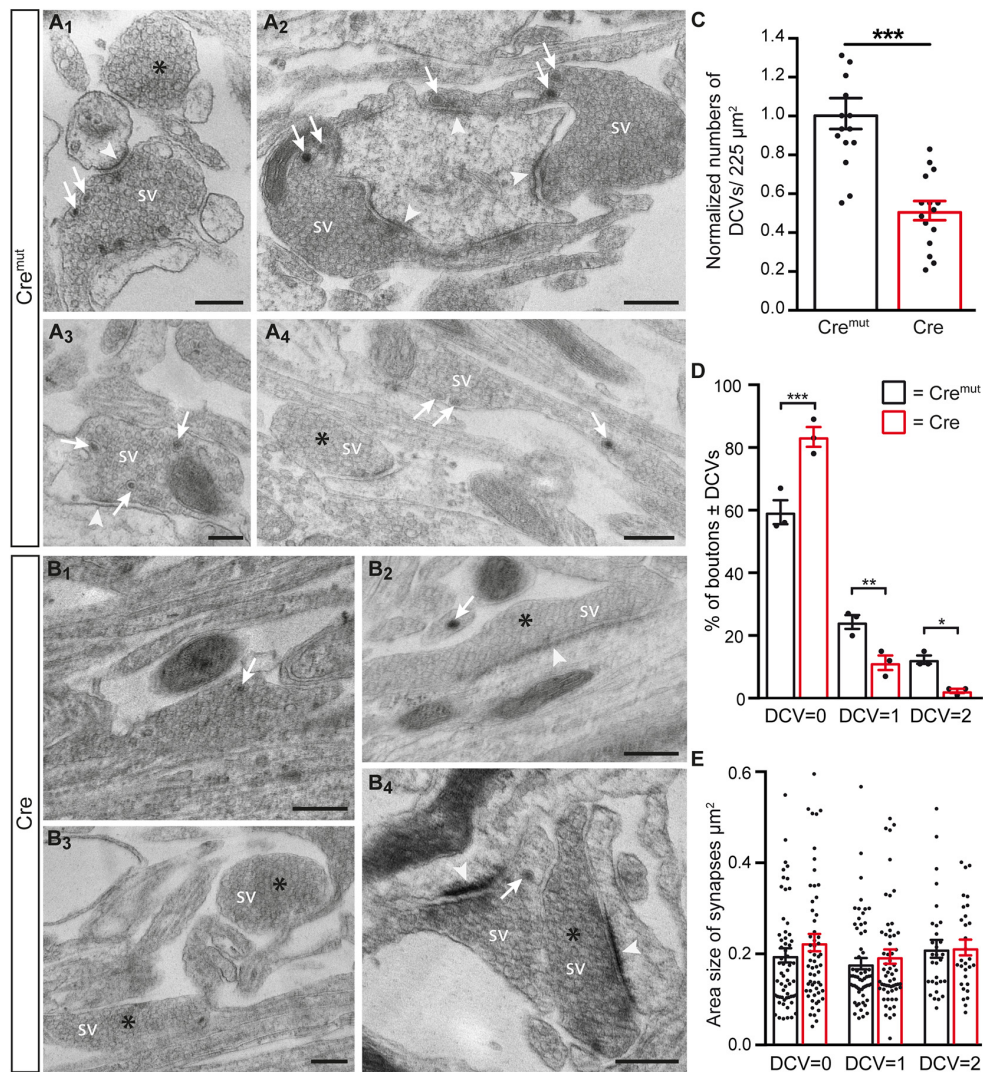 Cre^mut
A1
*
SV
A2
SV
SV
A3
SV
A4
SV
*
SV
Cre
B1
B2
*
SV
B3
*
SV
*
SV
B4
*
SV
SV
C
***
Normalized numbers of
DCVs/ 225 µm²
1.4
1.2
1.0
0.8
0.6
0.4
0.2
0.0
Cre^mut
Cre
D
% of boutons ± DCVs
100
80
60
40
20
0
***
**
*
= Cre^mut
= Cre
DCV=0
DCV=1
DCV=2
E
Area size of synapses µm²
0.6
0.4
0.2
0.0
DCV=0
DCV=1
DCV=2